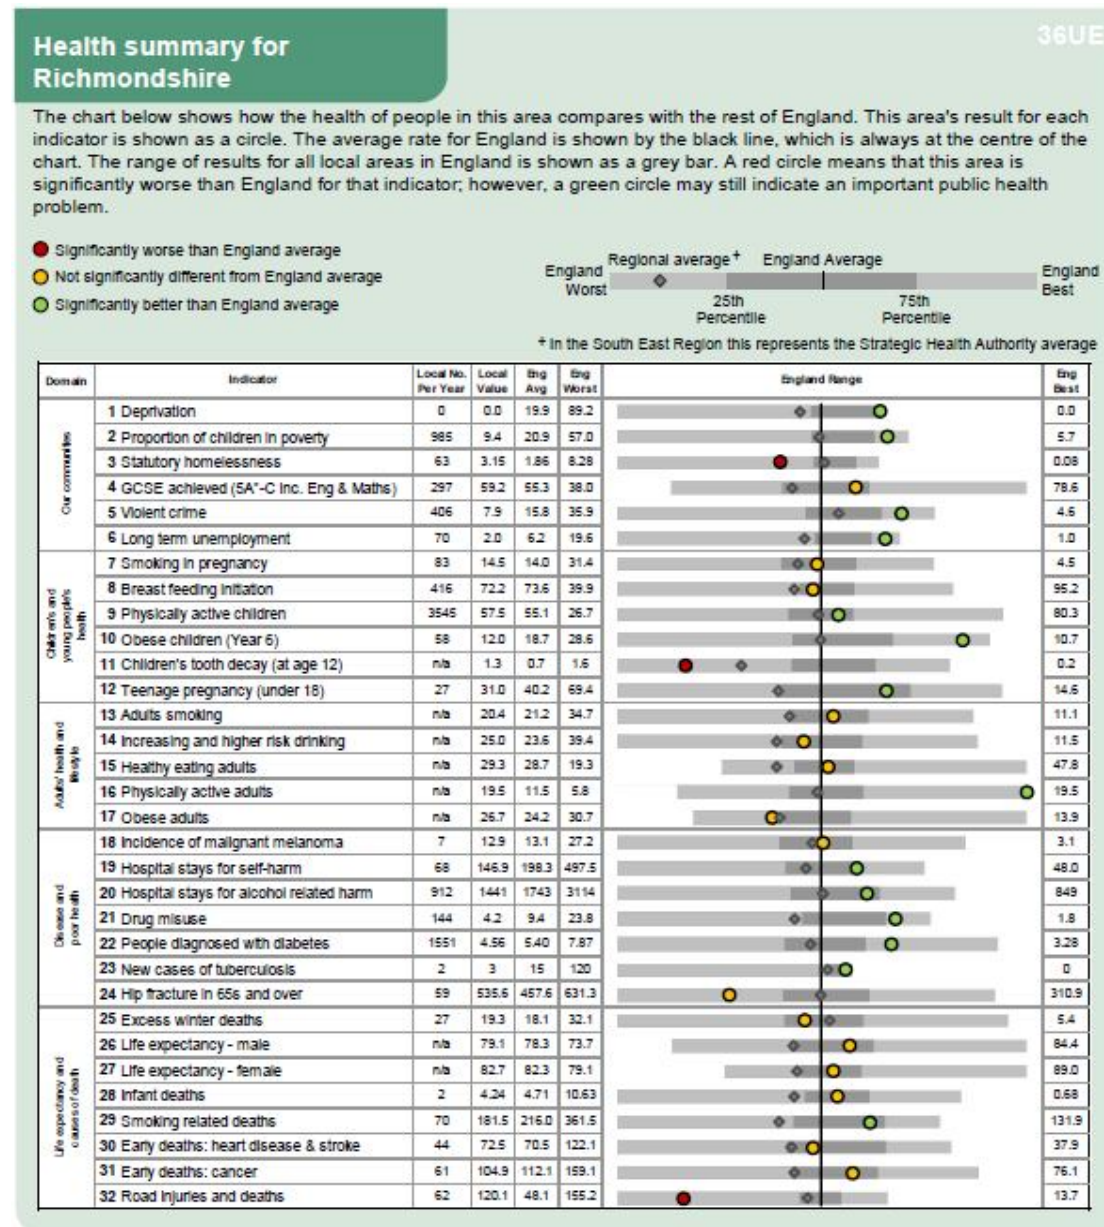 Health summary for
Richmondshire
36UE
The chart below shows how the health of people in this area compares with the rest of England. This area's result for each
indicator is shown as a circle. The average rate for England is shown by the black line, which is always at the centre of the
chart. The range of results for all local areas in England is shown as a grey bar. A red circle means that this area is
significantly worse than England for that indicator; however, a green circle may still indicate an important public health
problem.
Significantly worse than England average
Not significantly different from England average
Significantly better than England average
Regional average+ England Average
England Worst
England Best
25th Percentile
75th Percentile
+ In the South East Region this represents the Strategic Health Authority average
Domain Indicator Local No. Per Year Local Value Eng Avg Eng Worst England Range Eng Best
Our communities
1 Deprivation 0 0.0 19.9 89.2 0.0
2 Proportion of children in poverty 985 9.4 20.9 57.0 5.7
3 Statutory homelessness 63 3.15 1.86 8.28 0.08
4 GCSE achieved (5A*-C inc. Eng & Maths) 297 59.2 55.3 38.0 78.6
5 Violent crime 406 7.9 15.8 35.9 4.6
6 Long term unemployment 70 2.0 6.2 19.6 1.0
Children's and young people's health
7 Smoking in pregnancy 83 14.5 14.0 31.4 4.5
8 Breast feeding initiation 416 72.2 73.6 39.9 95.2
9 Physically active children 3545 57.5 55.1 26.7 80.3
10 Obese children (Year 6) 58 12.0 18.7 28.6 10.7
11 Children's tooth decay (at age 12) n/a 1.3 0.7 1.6 0.2
12 Teenage pregnancy (under 18) 27 31.0 40.2 69.4 14.6
Adults' health and lifestyle
13 Adults smoking n/a 20.4 21.2 34.7 11.1
14 Increasing and higher risk drinking n/a 25.0 23.6 39.4 11.5
15 Healthy eating adults n/a 29.3 28.7 19.3 47.8
16 Physically active adults n/a 19.5 11.5 5.8 19.5
17 Obese adults n/a 26.7 24.2 30.7 13.9
Disease and poor health
18 Incidence of malignant melanoma 7 12.9 13.1 27.2 3.1
19 Hospital stays for self-harm 68 146.9 198.3 497.5 48.0
20 Hospital stays for alcohol related harm 912 1441 1743 3114 849
21 Drug misuse 144 4.2 9.4 23.8 1.8
22 People diagnosed with diabetes 1551 4.56 5.40 7.87 3.28
23 New cases of tuberculosis 2 3 15 120 0
24 Hip fracture in 65s and over 59 535.6 457.6 631.3 310.9
Life expectancy and causes of death
25 Excess winter deaths 27 19.3 18.1 32.1 5.4
26 Life expectancy - male n/a 79.1 78.3 73.7 84.4
27 Life expectancy - female n/a 82.7 82.3 79.1 89.0
28 Infant deaths 2 4.24 4.71 10.63 0.68
29 Smoking related deaths 70 181.5 216.0 361.5 131.9
30 Early deaths: heart disease & stroke 44 72.5 70.5 122.1 37.9
31 Early deaths: cancer 61 104.9 112.1 159.1 76.1
32 Road injuries and deaths 62 120.1 48.1 155.2 13.7